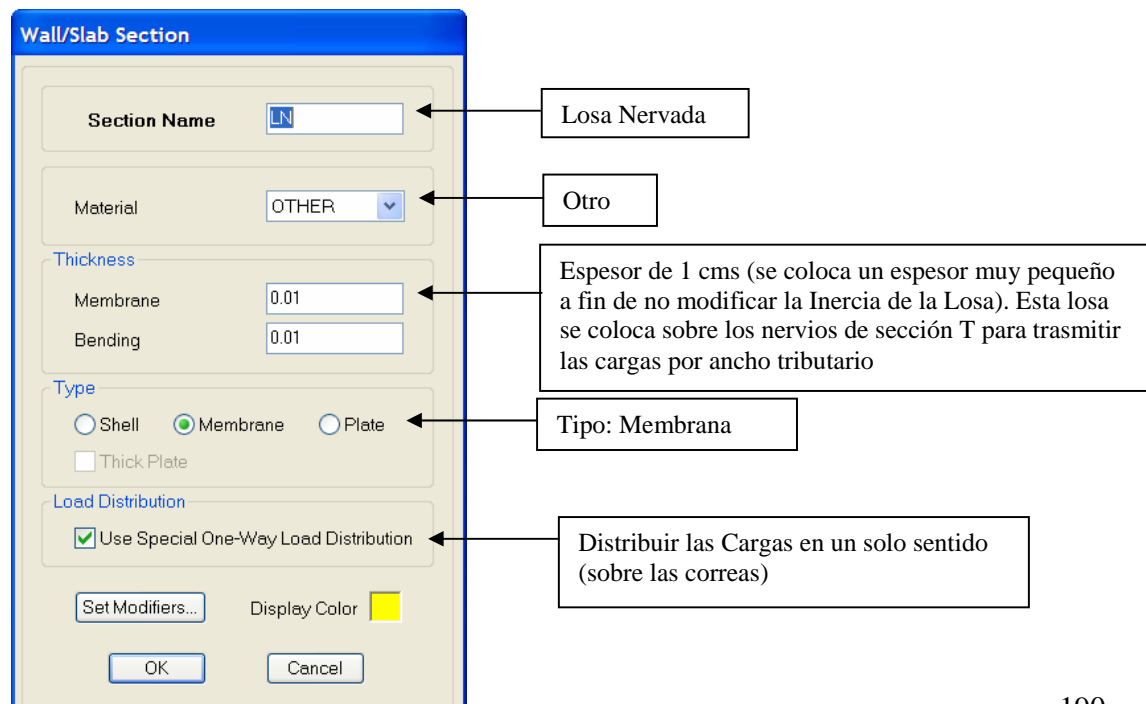 Wall/Slab Section
Section Name
LN
Losa Nervada
Material
OTHER
Otro
Thickness
Membrane
0.01
Bending
0.01
Espesor de 1 cms (se coloca un espesor muy pequeño
a fin de no modificar la Inercia de la Losa). Esta losa
se coloca sobre los nervios de sección T para trasmitir
las cargas por ancho tributario
Type
Shell
Membrane
Plate
Thick Plate
Tipo: Membrana
Load Distribution
Use Special One-Way Load Distribution
Distribuir las Cargas en un solo sentido
(sobre las correas)
Set Modifiers...
Display Color
OK
Cancel